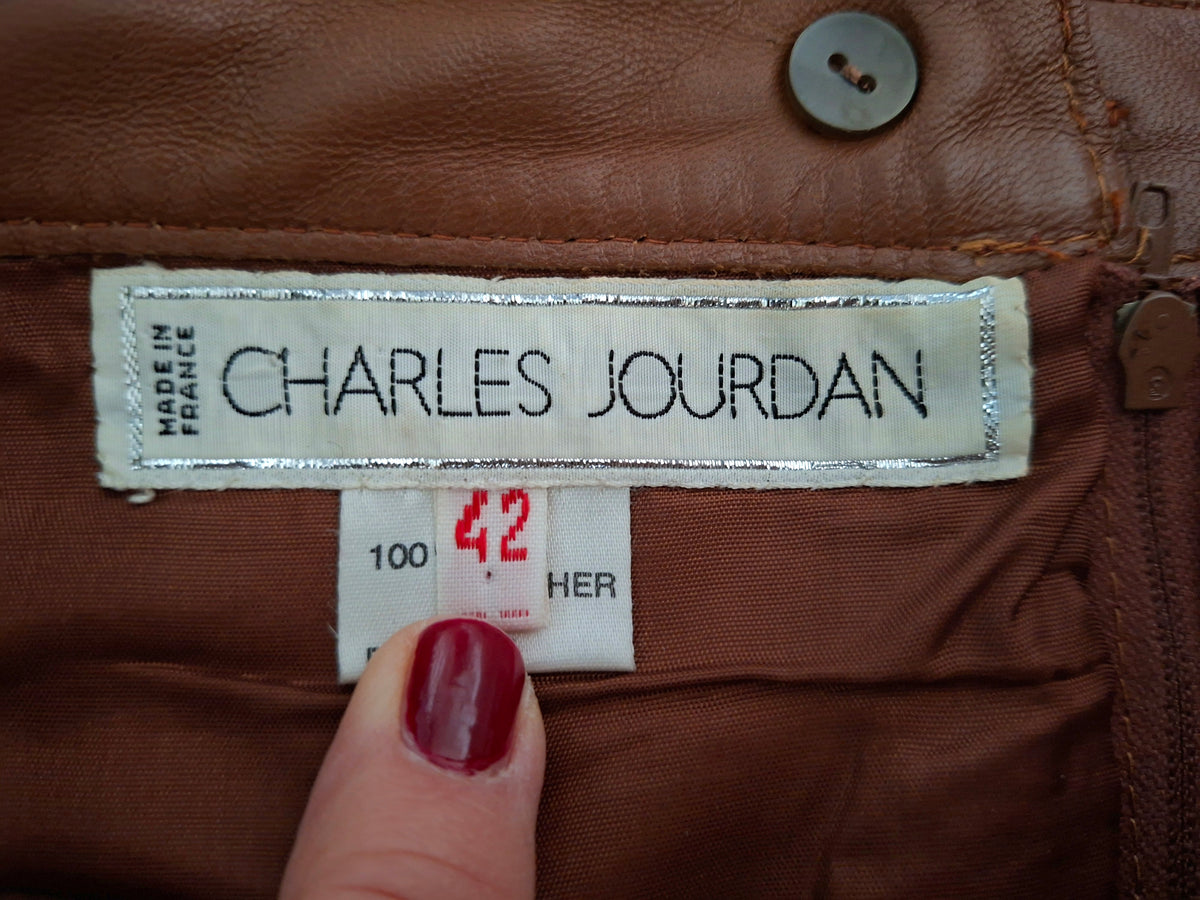 MADE IN
FRANCE
CHARLES JOURDAN
42
100
HER